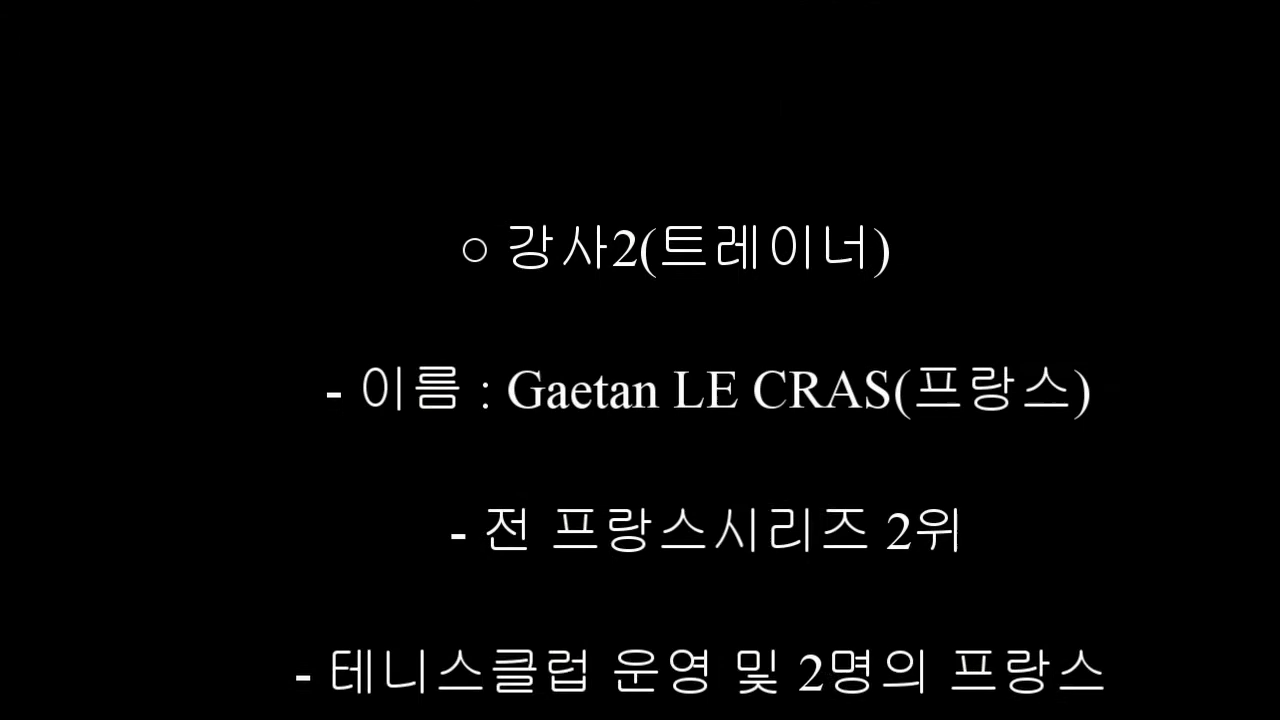 ○ 강사2(트레이너)
- 이름 : Gaetan LE CRAS(프랑스)
- 전 프랑스시리즈 2위
- 테니스클럽 운영 및 2명의 프랑스